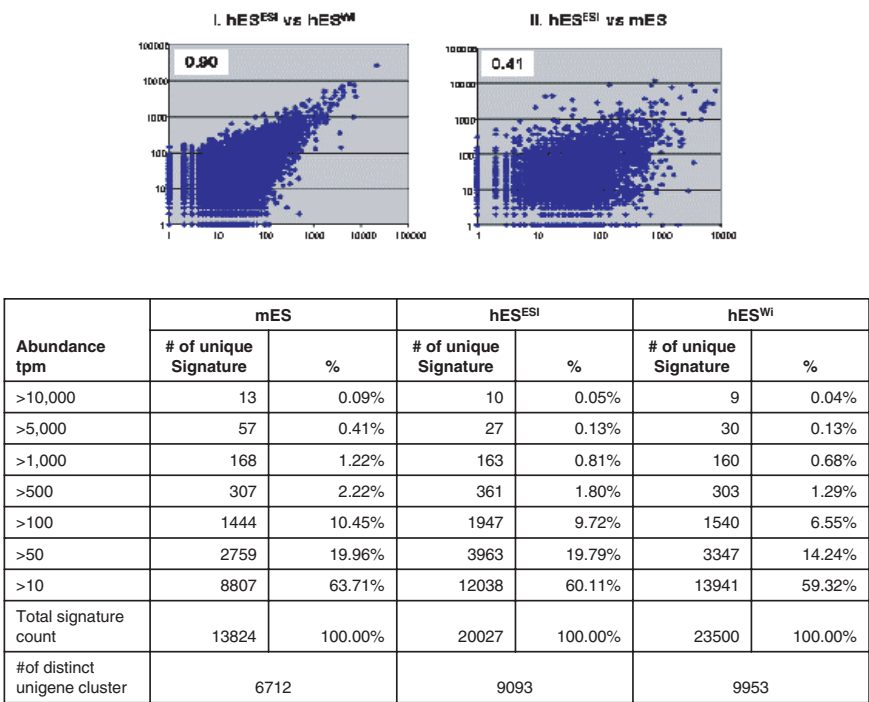 I. hES^ESI vs hES^WI
II. hES^ESI vs mES
100000
10000
1000
100
10
1
0.90
1 10 100 1000 10000 100000
100000
10000
1000
100
10
1
0.41
1 10 100 1000 10000
mES hES^ESI hES^Wi
Abundance tpm # of unique Signature % # of unique Signature % # of unique Signature %
>10,000 13 0.09% 10 0.05% 9 0.04%
>5,000 57 0.41% 27 0.13% 30 0.13%
>1,000 168 1.22% 163 0.81% 160 0.68%
>500 307 2.22% 361 1.80% 303 1.29%
>100 1444 10.45% 1947 9.72% 1540 6.55%
>50 2759 19.96% 3963 19.79% 3347 14.24%
>10 8807 63.71% 12038 60.11% 13941 59.32%
Total signature count 13824 100.00% 20027 100.00% 23500 100.00%
#of distinct unigene cluster 6712 9093 9953